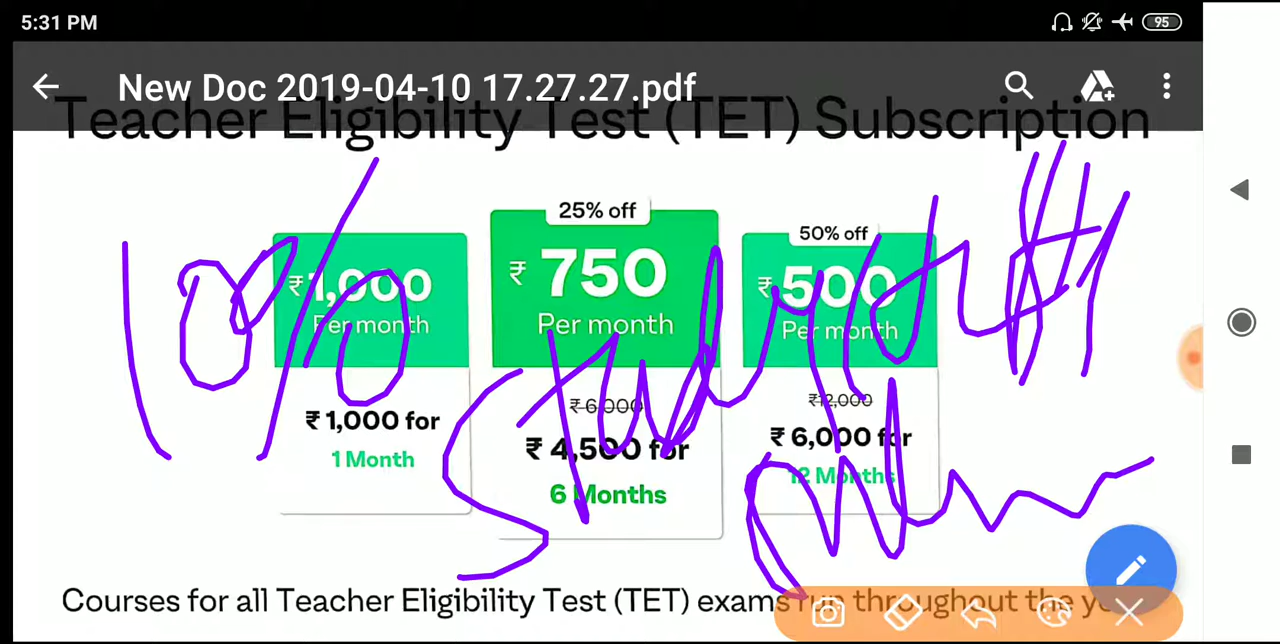 5:31 PM
95
New Doc 2019-04-10 17.27.27.pdf
Teacher Eligibility Test (TET) Subscription
₹ 1,000
Per month
₹ 1,000 for
1 Month
25% off
₹ 750
Per month
₹ 6,000
₹ 4,500 for
6 Months
50% off
₹ 500
Per month
₹12,000
₹ 6,000 for
12 Months
10%
Courses for all Teacher Eligibility Test (TET) exams run throughout the